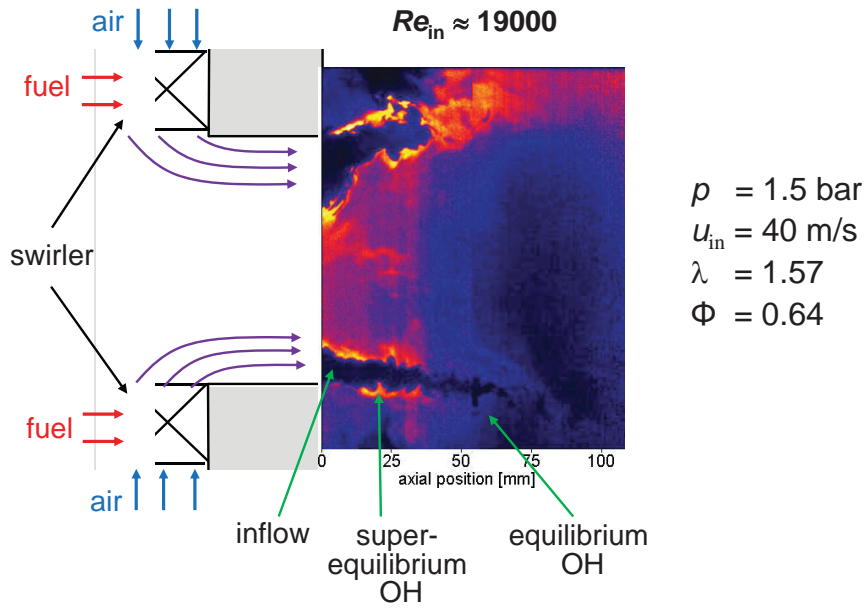 air
Re_in ≈ 19000
fuel
swirler
p = 1.5 bar
u_in = 40 m/s
λ = 1.57
Φ = 0.64
fuel
air
0 25 50 75 100
axial position [mm]
inflow
super-
equilibrium
OH
equilibrium
OH